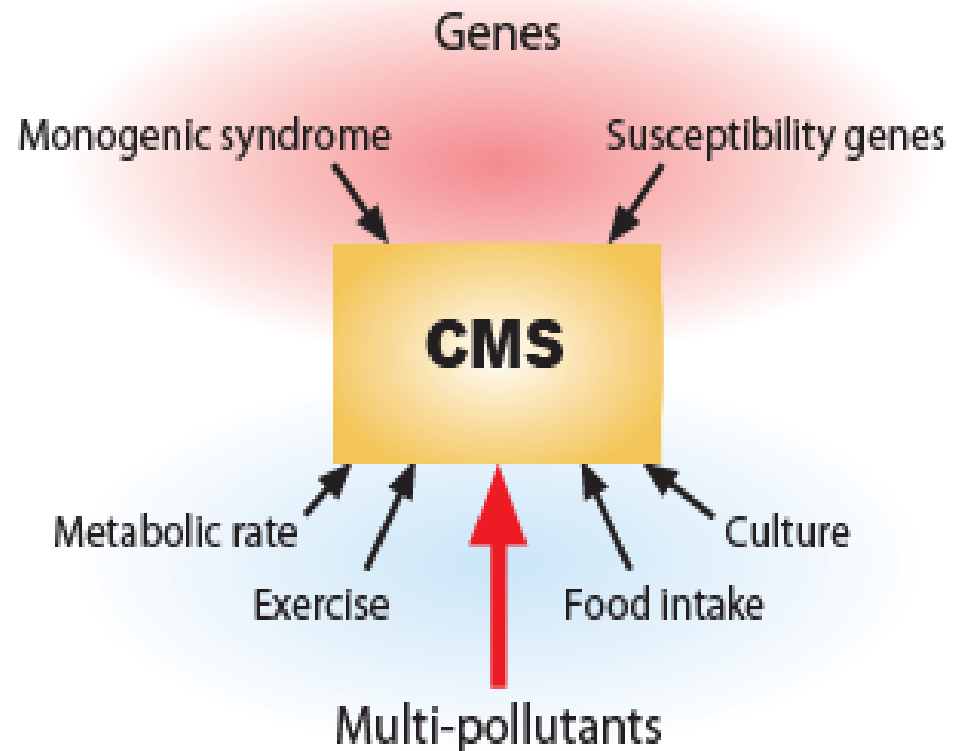 Genes
Monogenic syndrome
Susceptibility genes
CMS
Metabolic rate
Culture
Exercise
Food intake
Multi-pollutants